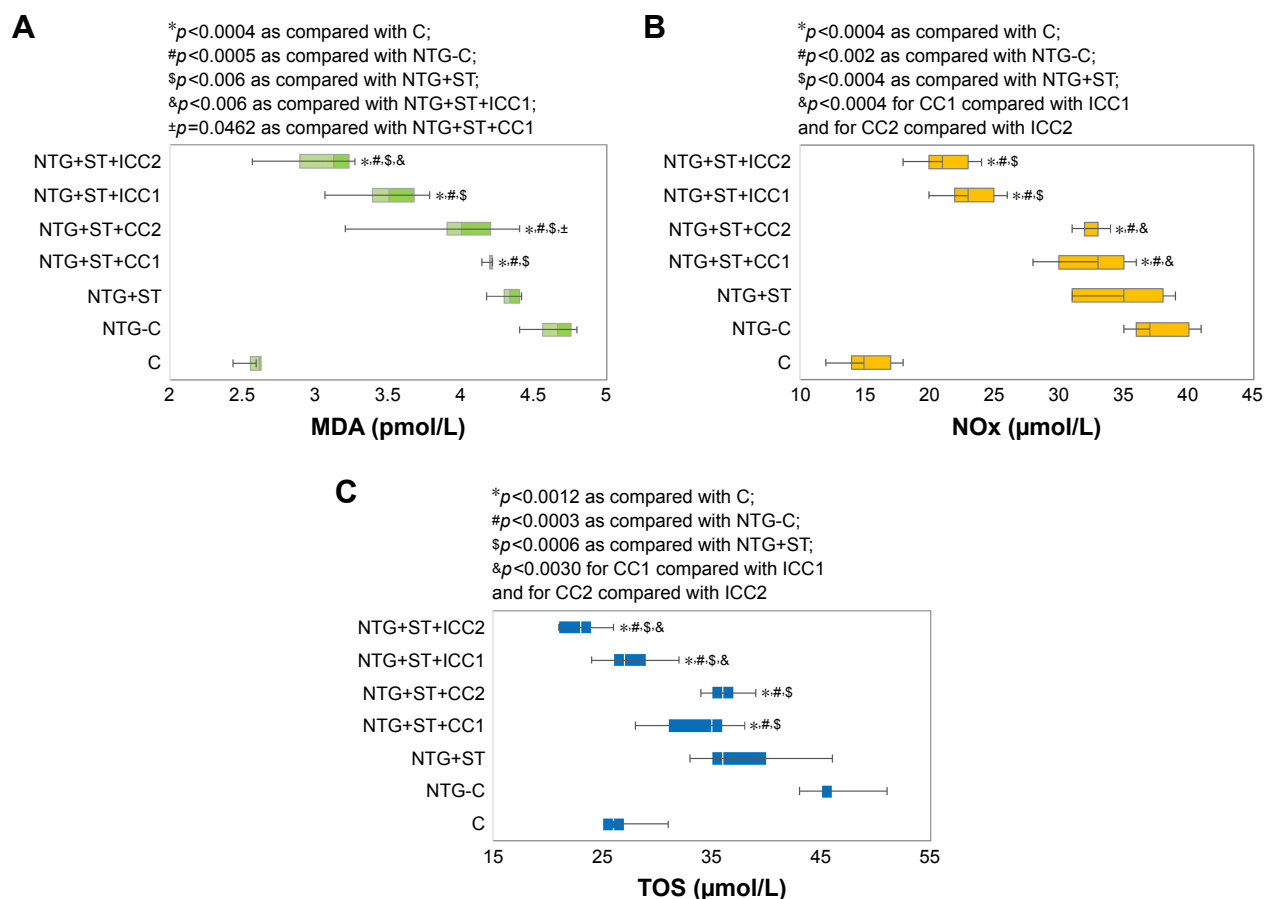 A
*p<0.0004 as compared with C;
#p<0.0005 as compared with NTG-C;
$p<0.006 as compared with NTG+ST;
&p<0.006 as compared with NTG+ST+ICC1;
±p=0.0462 as compared with NTG+ST+CC1
NTG+ST+ICC2
*,#,$,&
NTG+ST+ICC1
*,#,$
NTG+ST+CC2
*,#,$,±
NTG+ST+CC1
*,#,$
NTG+ST
NTG-C
C
2 2.5 3 3.5 4 4.5 5
MDA (pmol/L)
B
*p<0.0004 as compared with C;
#p<0.002 as compared with NTG-C;
$p<0.0004 as compared with NTG+ST;
&p<0.0004 for CC1 compared with ICC1
and for CC2 compared with ICC2
NTG+ST+ICC2
*,#,$
NTG+ST+ICC1
*,#,$
NTG+ST+CC2
*,#,&
NTG+ST+CC1
*,#,&
NTG+ST
NTG-C
C
10 15 20 25 30 35 40 45
NOx (µmol/L)
C
*p<0.0012 as compared with C;
#p<0.0003 as compared with NTG-C;
$p<0.0006 as compared with NTG+ST;
&p<0.0030 for CC1 compared with ICC1
and for CC2 compared with ICC2
NTG+ST+ICC2
*,#,$,&
NTG+ST+ICC1
*,#,$,&
NTG+ST+CC2
*,#,$
NTG+ST+CC1
*,#,$
NTG+ST
NTG-C
C
15 25 35 45 55
TOS (µmol/L)